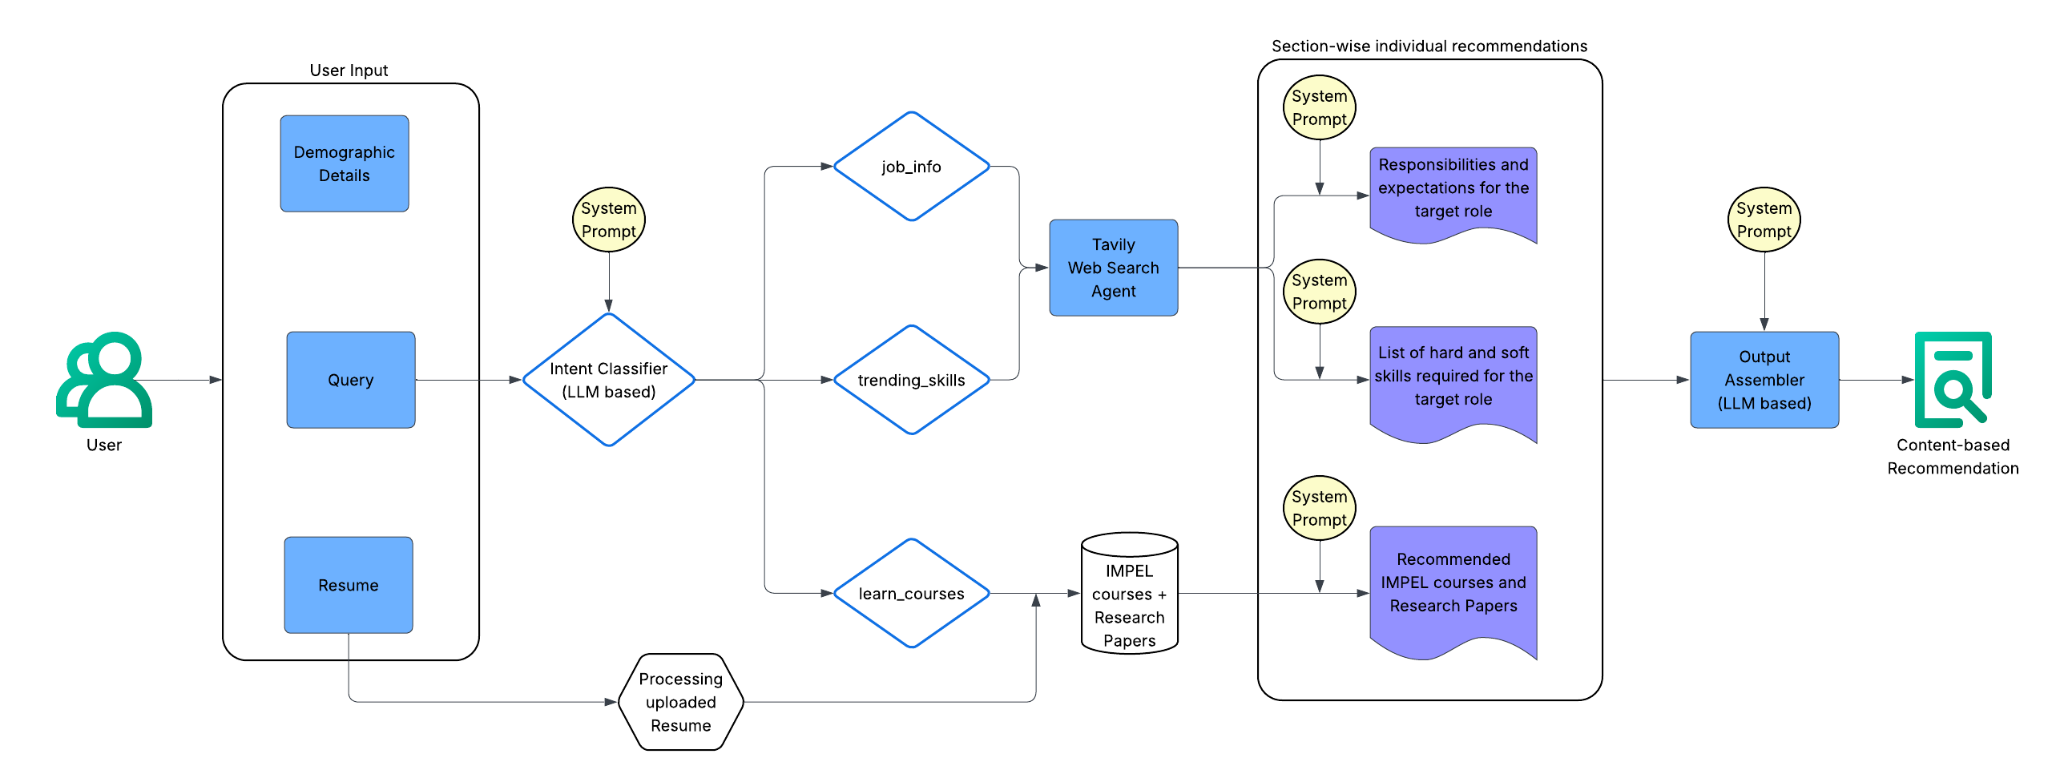 User Input
Demographic
Details
Query
Resume
User
System
Prompt
Intent Classifier
(LLM based)
Processing
uploaded
Resume
job_info
trending_skills
learn_courses
Tavily
Web Search
Agent
IMPEL
courses +
Research
Papers
Section-wise individual recommendations
System
Prompt
Responsibilities and
expectations for the
target role
System
Prompt
List of hard and soft
skills required for the
target role
System
Prompt
Recommended
IMPEL courses and
Research Papers
System
Prompt
Output
Assembler
(LLM based)
Content-based
Recommendation